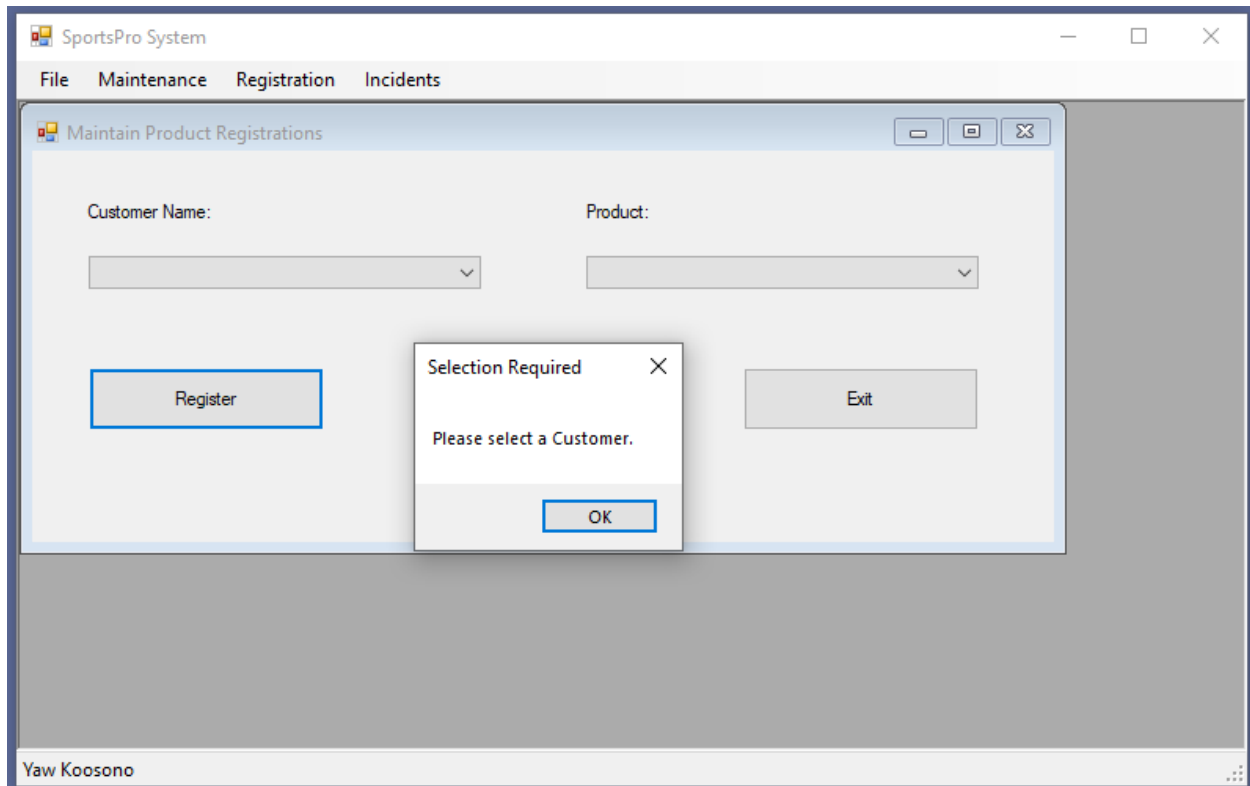 SportsPro System
File Maintenance Registration Incidents
Maintain Product Registrations
Customer Name: Product:
Selection Required
Register Exit
Please select a Customer.
OK
Yaw Koosono